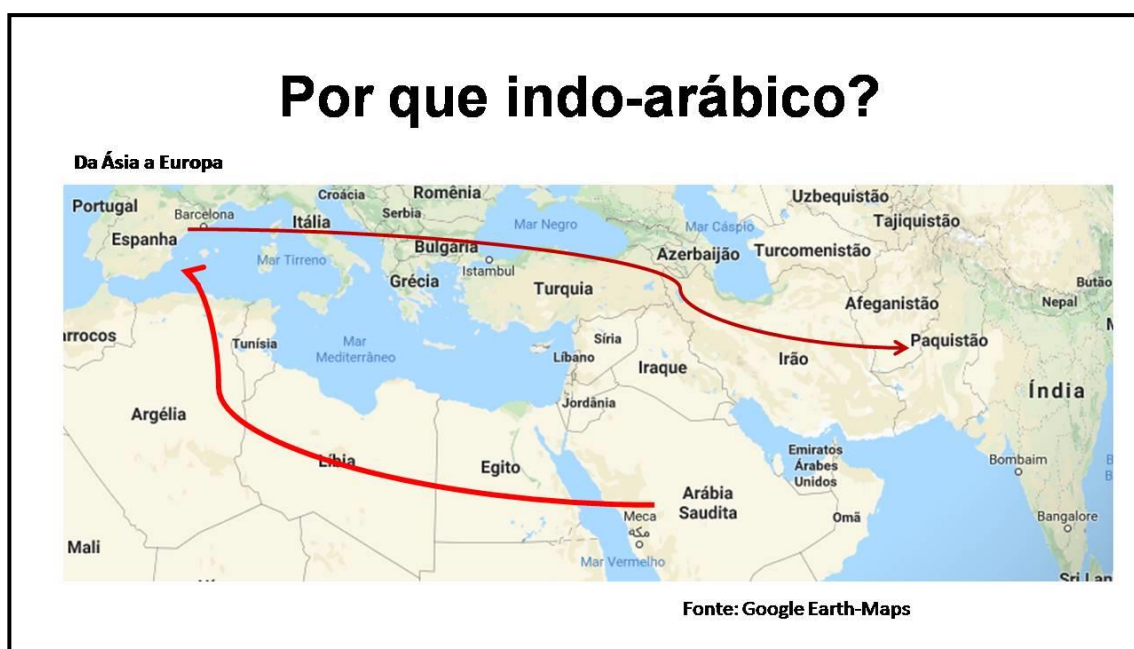 Por que indo-arábico?
Da Ásia a Europa
Portugal
Barcelona
Espanha
Croácia
Romênia
Itália
Serbia
Mar Negro
Bulgária
Istambul
Mar Tirreno
Grécia
Turquia
Mar Cáspio
Azerbaijão
Uzbequistão
Tajiquistão
Turcomenistão
Afeganistão
Paquistão
Nepal
Butão
Índia
arrocos
Tunísia
Mar
Mediterrâneo
Síria
Líbano
Iraque
Irão
Jordânia
Argélia
Líbia
Egito
Emiratos
Árabes
Unidos
Bombaim
Arábia
Saudita
Meca
مكه
Omã
Bangalore
Mali
Mar Vermelho
Sri Lan
Fonte: Google Earth-Maps